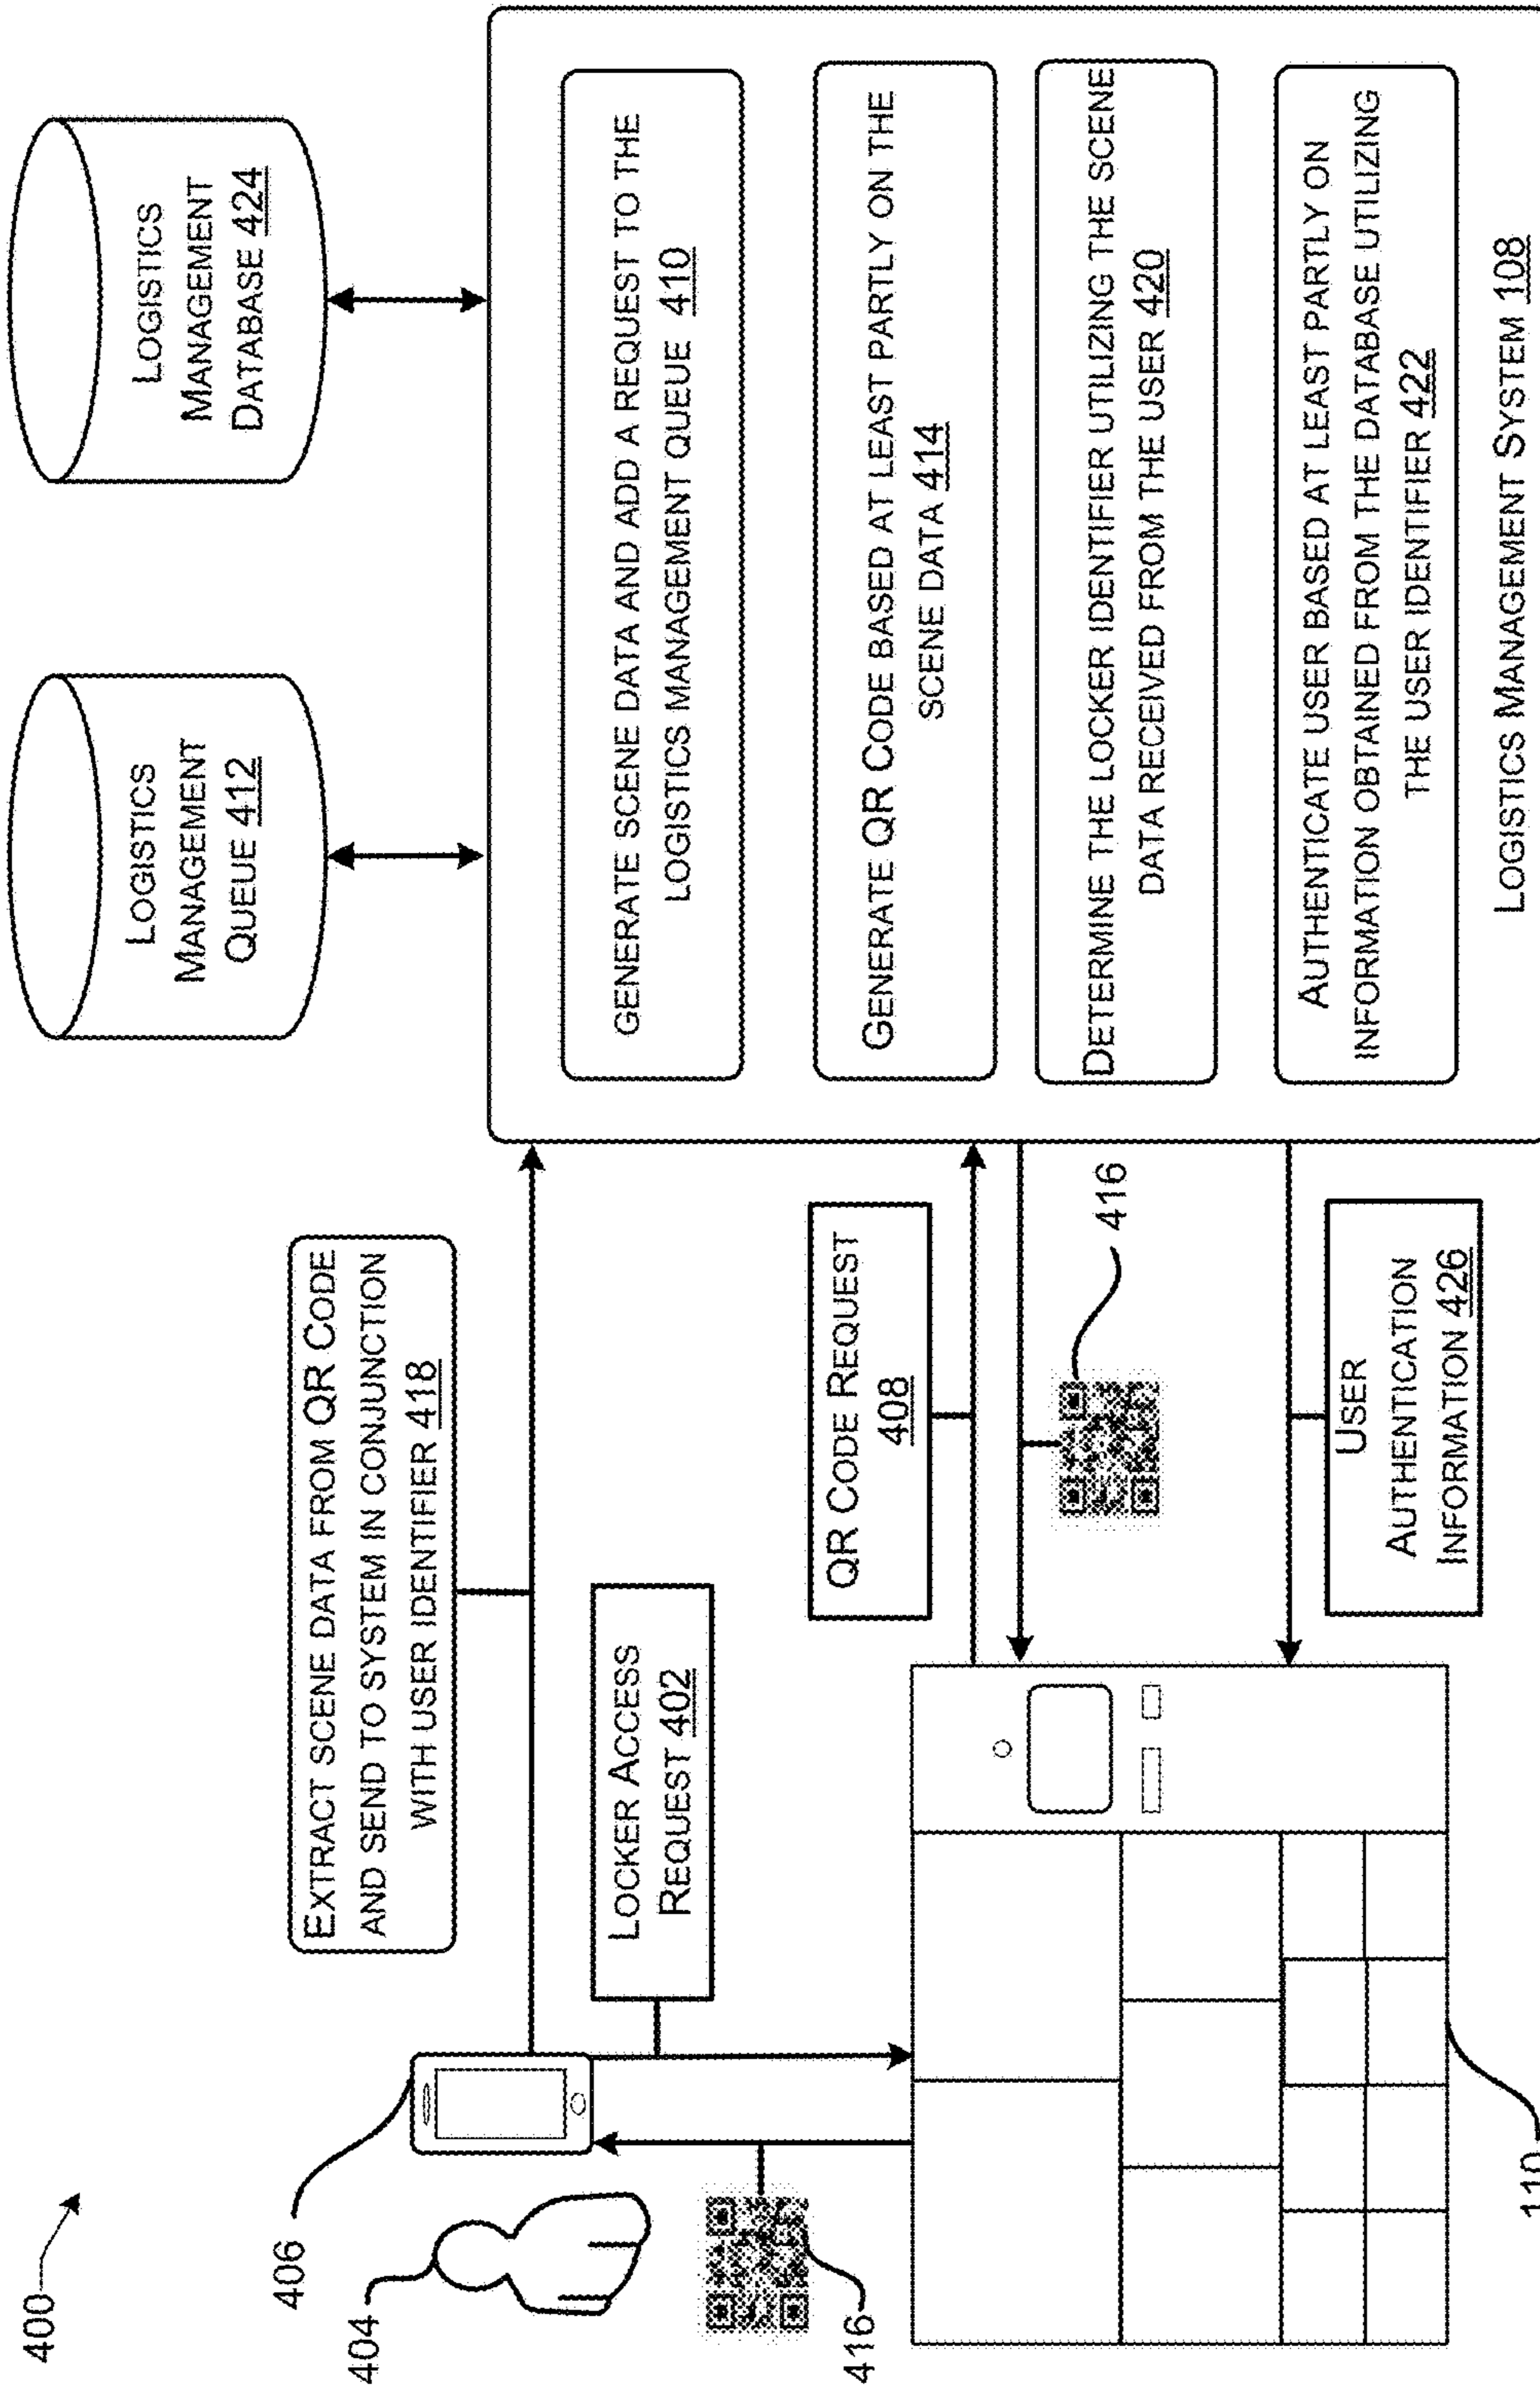 400
LOGISTICS
MANAGEMENT
QUEUE 412
LOGISTICS
MANAGEMENT
DATABASE 424
406
404
416
EXTRACT SCENE DATA FROM QR CODE
AND SEND TO SYSTEM IN CONJUNCTION
WITH USER IDENTIFIER 418
LOCKER ACCESS
REQUEST 402
QR CODE REQUEST
408
416
USER
AUTHENTICATION
INFORMATION 426
110
GENERATE SCENE DATA AND ADD A REQUEST TO THE
LOGISTICS MANAGEMENT QUEUE 410
GENERATE QR CODE BASED AT LEAST PARTLY ON THE
SCENE DATA 414
DETERMINE THE LOCKER IDENTIFIER UTILIZING THE SCENE
DATA RECEIVED FROM THE USER 420
AUTHENTICATE USER BASED AT LEAST PARTLY ON
INFORMATION OBTAINED FROM THE DATABASE UTILIZING
THE USER IDENTIFIER 422
LOGISTICS MANAGEMENT SYSTEM 108